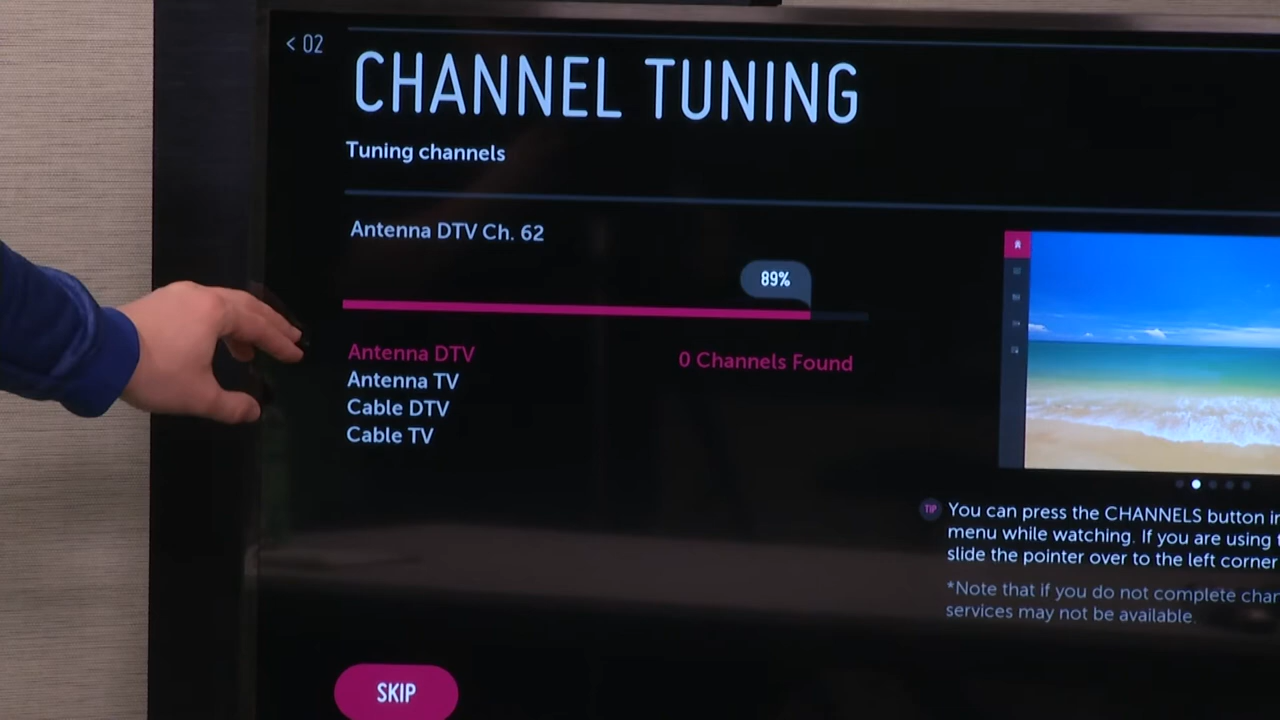 < 02
CHANNEL TUNING
Tuning channels
Antenna DTV Ch. 62
89%
Antenna DTV
0 Channels Found
Antenna TV
Cable DTV
Cable TV
TIP
You can press the CHANNELS button
menu while watching. If you are using
slide the pointer over to the left corner
*Note that if you do not complete
services may not be available.
SKIP